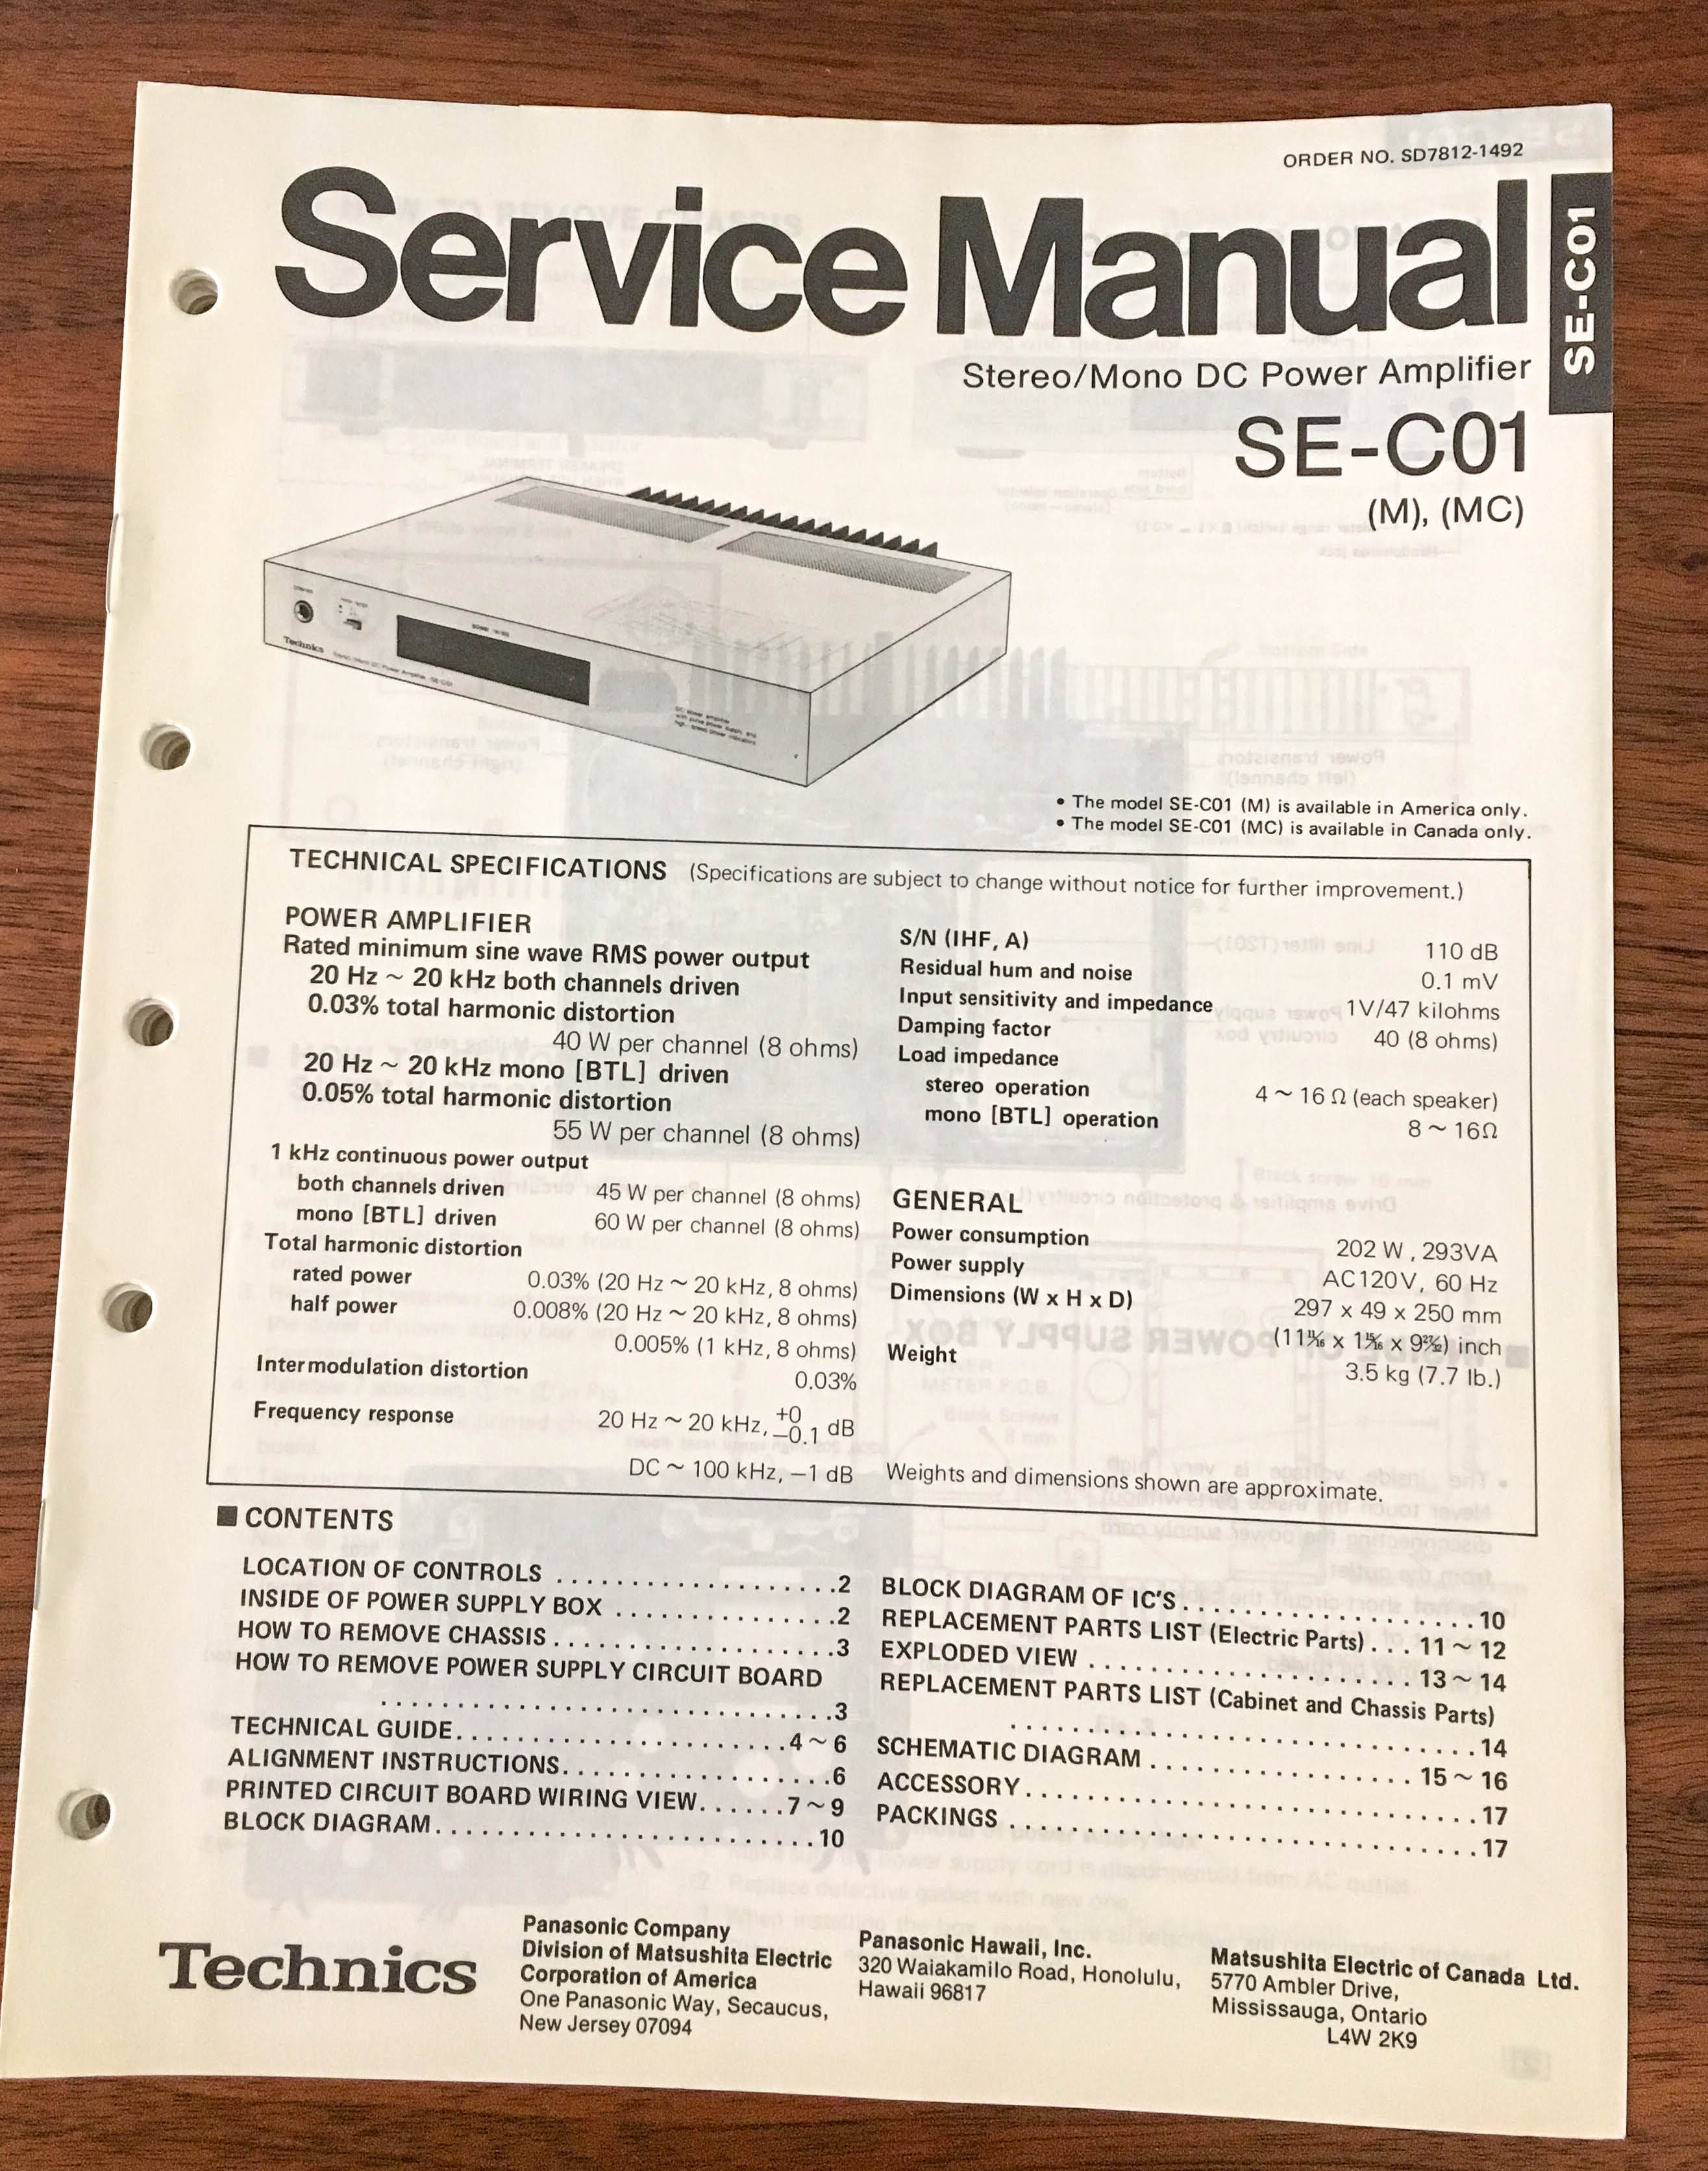 ORDER NO. SD7812-1492
Service Manual
SE-C01
Stereo/Mono DC Power Amplifier
SE-C01
(M), (MC)
Technics
• The model SE-C01 (M) is available in America only.
• The model SE-C01 (MC) is available in Canada only.
TECHNICAL SPECIFICATIONS (Specifications are subject to change without notice for further improvement.)
POWER AMPLIFIER
Rated minimum sine wave RMS power output
20 Hz ~ 20 kHz both channels driven
0.03% total harmonic distortion
40 W per channel (8 ohms)
20 Hz ~ 20 kHz mono [BTL] driven
0.05% total harmonic distortion
55 W per channel (8 ohms)
1 kHz continuous power output
both channels driven 45 W per channel (8 ohms)
mono [BTL] driven 60 W per channel (8 ohms)
Total harmonic distortion
rated power 0.03% (20 Hz ~ 20 kHz, 8 ohms)
half power 0.008% (20 Hz ~ 20 kHz, 8 ohms)
0.005% (1 kHz, 8 ohms)
Intermodulation distortion 0.03%
Frequency response 20 Hz ~ 20 kHz, +0 −0.1 dB
DC ~ 100 kHz, −1 dB
S/N (IHF, A) 110 dB
Residual hum and noise 0.1 mV
Input sensitivity and impedance 1V/47 kilohms
Damping factor 40 (8 ohms)
Load impedance
stereo operation 4 ~ 16 Ω (each speaker)
mono [BTL] operation 8 ~ 16Ω
GENERAL
Power consumption 202 W, 293VA
Power supply AC120V, 60 Hz
Dimensions (W x H x D) 297 x 49 x 250 mm
(11 11/16 x 1 15/16 x 9 27/32) inch
Weight 3.5 kg (7.7 lb.)
Weights and dimensions shown are approximate.
■ CONTENTS
LOCATION OF CONTROLS ...................2
INSIDE OF POWER SUPPLY BOX ...............2
HOW TO REMOVE CHASSIS ...................3
HOW TO REMOVE POWER SUPPLY CIRCUIT BOARD
..............................3
TECHNICAL GUIDE......................4 ~ 6
ALIGNMENT INSTRUCTIONS..................6
PRINTED CIRCUIT BOARD WIRING VIEW......7 ~ 9
BLOCK DIAGRAM.........................10
BLOCK DIAGRAM OF IC'S....................10
REPLACEMENT PARTS LIST (Electric Parts) ... 11 ~ 12
EXPLODED VIEW ......................13 ~ 14
REPLACEMENT PARTS LIST (Cabinet and Chassis Parts)
...............................14
SCHEMATIC DIAGRAM ..................15 ~ 16
ACCESSORY................................17
PACKINGS ................................17
Technics
Panasonic Company
Division of Matsushita Electric
Corporation of America
One Panasonic Way, Secaucus,
New Jersey 07094
Panasonic Hawaii, Inc.
320 Waiakamilo Road, Honolulu,
Hawaii 96817
Matsushita Electric of Canada Ltd.
5770 Ambler Drive,
Mississauga, Ontario
L4W 2K9